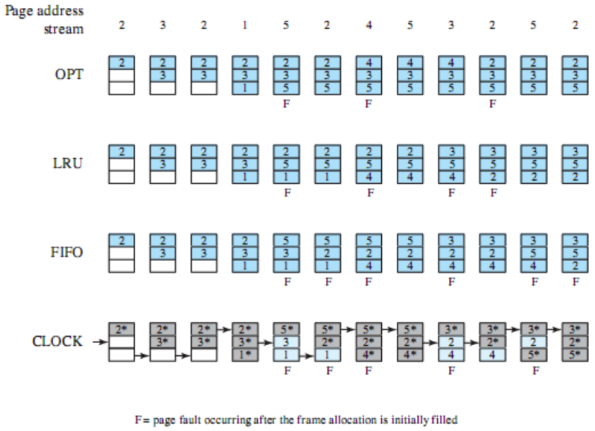 Page address
stream 2 3 2 1 5 2 4 5 3 2 5 2
2 2 2 2 2 2 4 4 4 2 2 2
OPT 3 3 3 3 3 3 3 3 3 3 3
1 5 5 5 5 5 5 5 5
F F F
2 2 2 2 2 2 2 2 3 3 3 3
LRU 3 3 3 5 5 5 5 5 5 5 5
1 1 1 4 4 4 2 2 2
F F F F
2 2 2 2 5 5 5 5 3 3 3 3
FIFO 3 3 3 3 2 2 2 2 2 5 5
1 1 1 4 4 4 4 4 2
F F F F F F
2* 2* 2* 2* 5* 5* 5* 5* 3* 3* 3* 3*
CLOCK 3* 3* 3* 3 2* 2* 2* 2 2* 2 2*
1* 1 1 4* 4* 4 4 5* 5*
F F F F F
F = page fault occurring after the frame allocation is initially filled